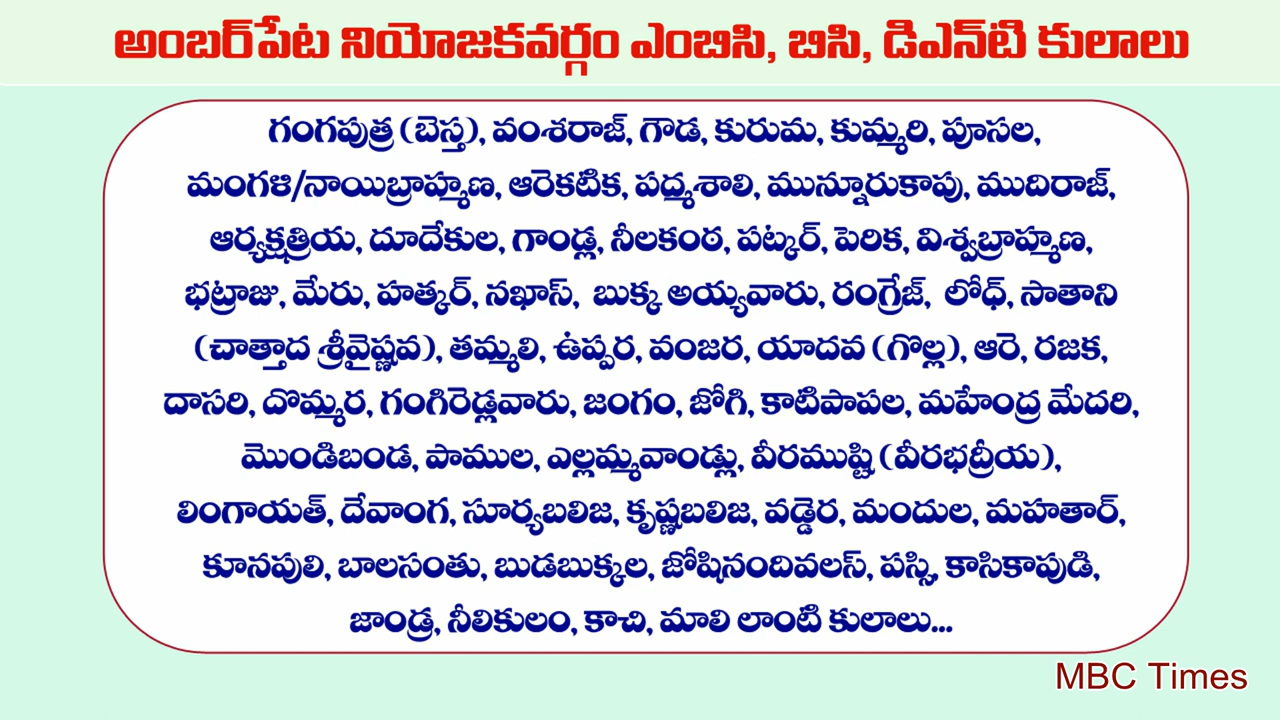 అంబర్‌పేట నియోజకవర్గం ఎంబిసి, బిసి, డిఎన్‌టి కులాలు
గంగపుత్ర (బెస్త), వంశరాజ్, గౌడ, కురుమ, కుమ్మరి, పూసల,
మంగళి/నాయిబ్రాహ్మణ, ఆరెకటిక, పద్మశాలి, మున్నూరుకాపు, ముదిరాజ్,
ఆర్యక్షత్రియ, దూదేకుల, గాండ్ల, నీలకంఠ, పట్కర్, పెరిక, విశ్వబ్రాహ్మణ,
భట్రాజు, మేరు, హత్కర్, నఖాస్, బుక్క అయ్యవారు, రంగ్రేజ్, లోధ్, సాతాని
(చాత్తాద శ్రీవైష్ణవ), తమ్మలి, ఉప్పర, వంజర, యాదవ (గొల్ల), ఆరె, రజక,
దాసరి, దొమ్మర, గంగిరెడ్లవారు, జంగం, జోగి, కాటిపాపల, మహేంద్ర మేదరి,
మొండిబండ, పాముల, ఎల్లమ్మవాండ్లు, వీరముష్టి (వీరభద్రీయ),
లింగాయత్, దేవాంగ, సూర్యబలిజ, కృష్ణబలిజ, వడ్డెర, మందుల, మహతార్,
కూనపులి, బాలసంతు, బుడబుక్కల, జోషినందివలస్, పస్సి, కాసికాపుడి,
జాండ్ర, నీలికులం, కాచి, మాలి లాంటి కులాలు...
MBC Times